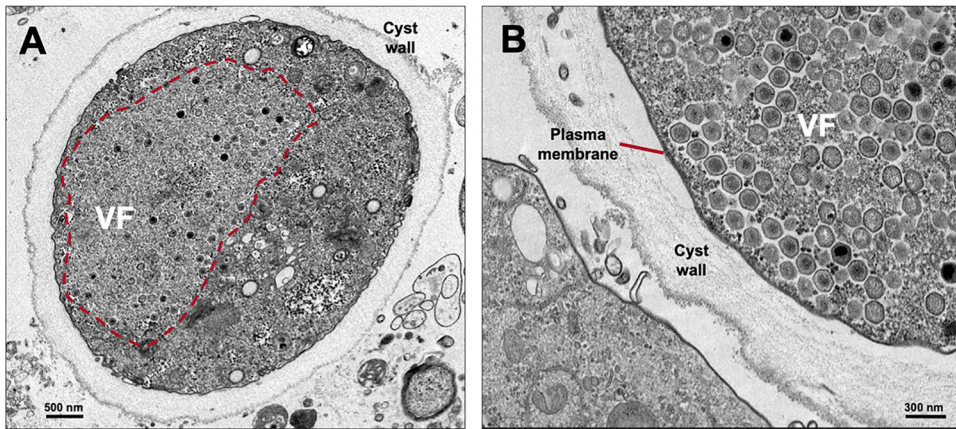 A
Cyst
wall
VF
500 nm
B
VF
Plasma
membrane
Cyst
wall
300 nm